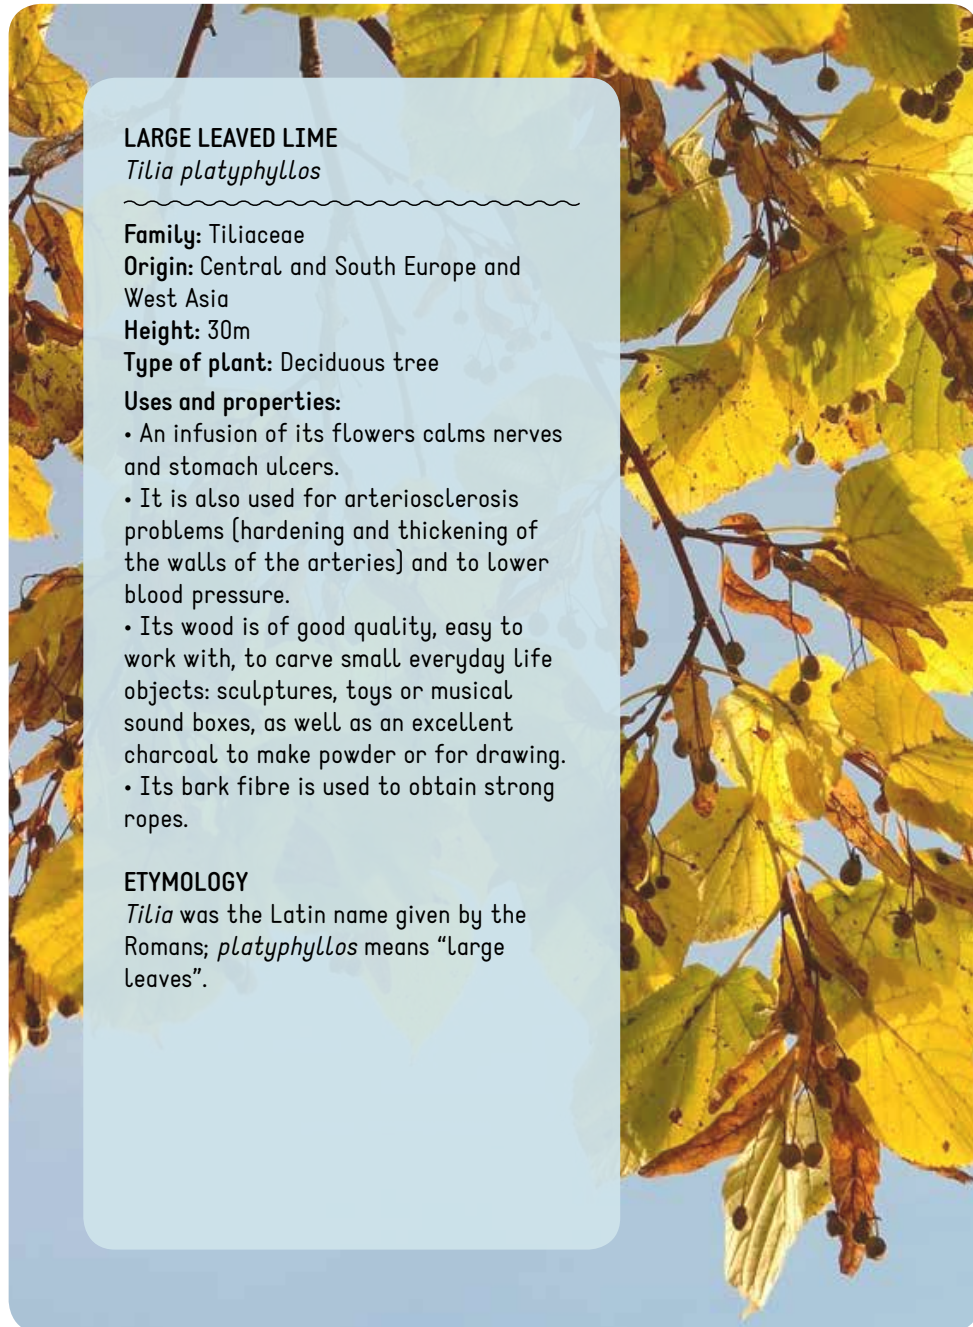 LARGE LEAVED LIME
Tilia platyphyllos
Family: Tiliaceae
Origin: Central and South Europe and
West Asia
Height: 30m
Type of plant: Deciduous tree
Uses and properties:
• An infusion of its flowers calms nerves
and stomach ulcers.
• It is also used for arteriosclerosis
problems (hardening and thickening of
the walls of the arteries) and to lower
blood pressure.
• Its wood is of good quality, easy to
work with, to carve small everyday life
objects: sculptures, toys or musical
sound boxes, as well as an excellent
charcoal to make powder or for drawing.
• Its bark fibre is used to obtain strong
ropes.
ETYMOLOGY
Tilia was the Latin name given by the
Romans; platyphyllos means “large
leaves”.